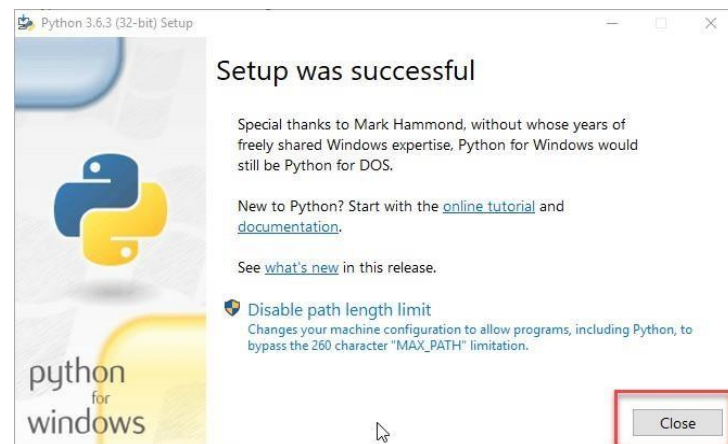 Python 3.6.3 (32-bit) Setup
Setup was successful
Special thanks to Mark Hammond, without whose years of
freely shared Windows expertise, Python for Windows would
still be Python for DOS.
New to Python? Start with the online tutorial and
documentation.
See what's new in this release.
Disable path length limit
Changes your machine configuration to allow programs, including Python, to
bypass the 260 character "MAX_PATH" limitation.
python
for
windows
Close